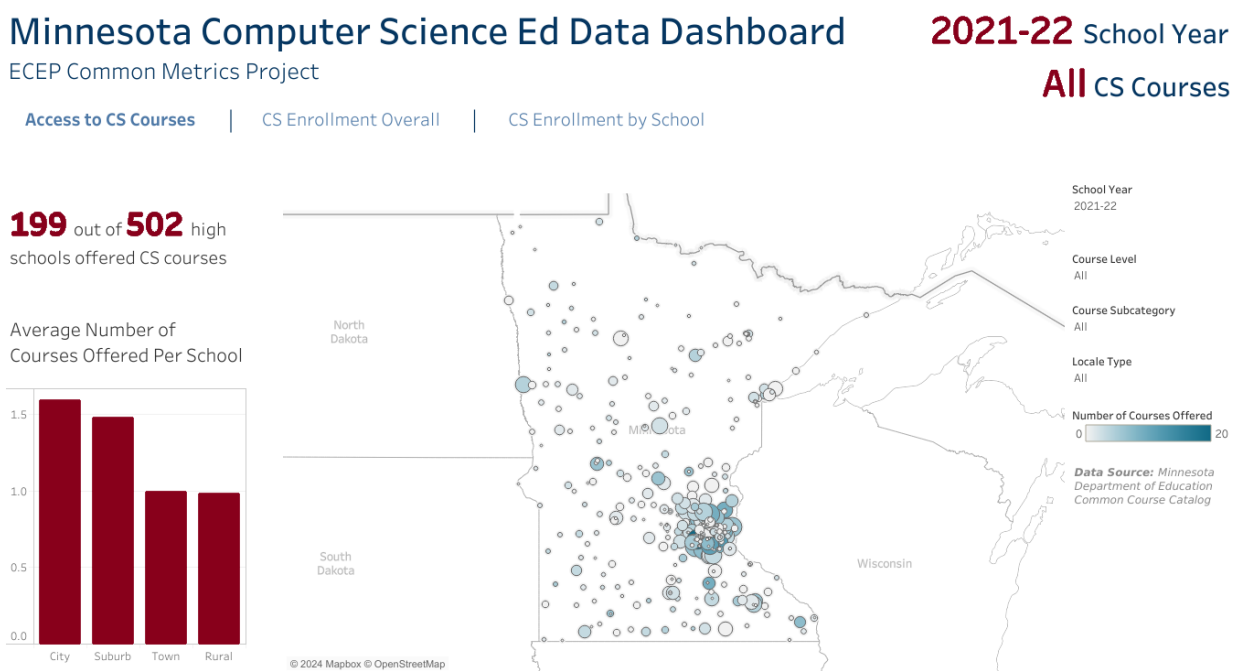 Minnesota Computer Science Ed Data Dashboard
ECEP Common Metrics Project
2021-22 School Year
All CS Courses
Access to CS Courses | CS Enrollment Overall | CS Enrollment by School
199 out of 502 high
schools offered CS courses
Average Number of
Courses Offered Per School
1.5
1.0
0.5
0.0
City Suburb Town Rural
North
Dakota
Minnesota
South
Dakota
Wisconsin
© 2024 Mapbox © OpenStreetMap
School Year
2021-22
Course Level
All
Course Subcategory
All
Locale Type
All
Number of Courses Offered
0 20
Data Source: Minnesota
Department of Education
Common Course Catalog